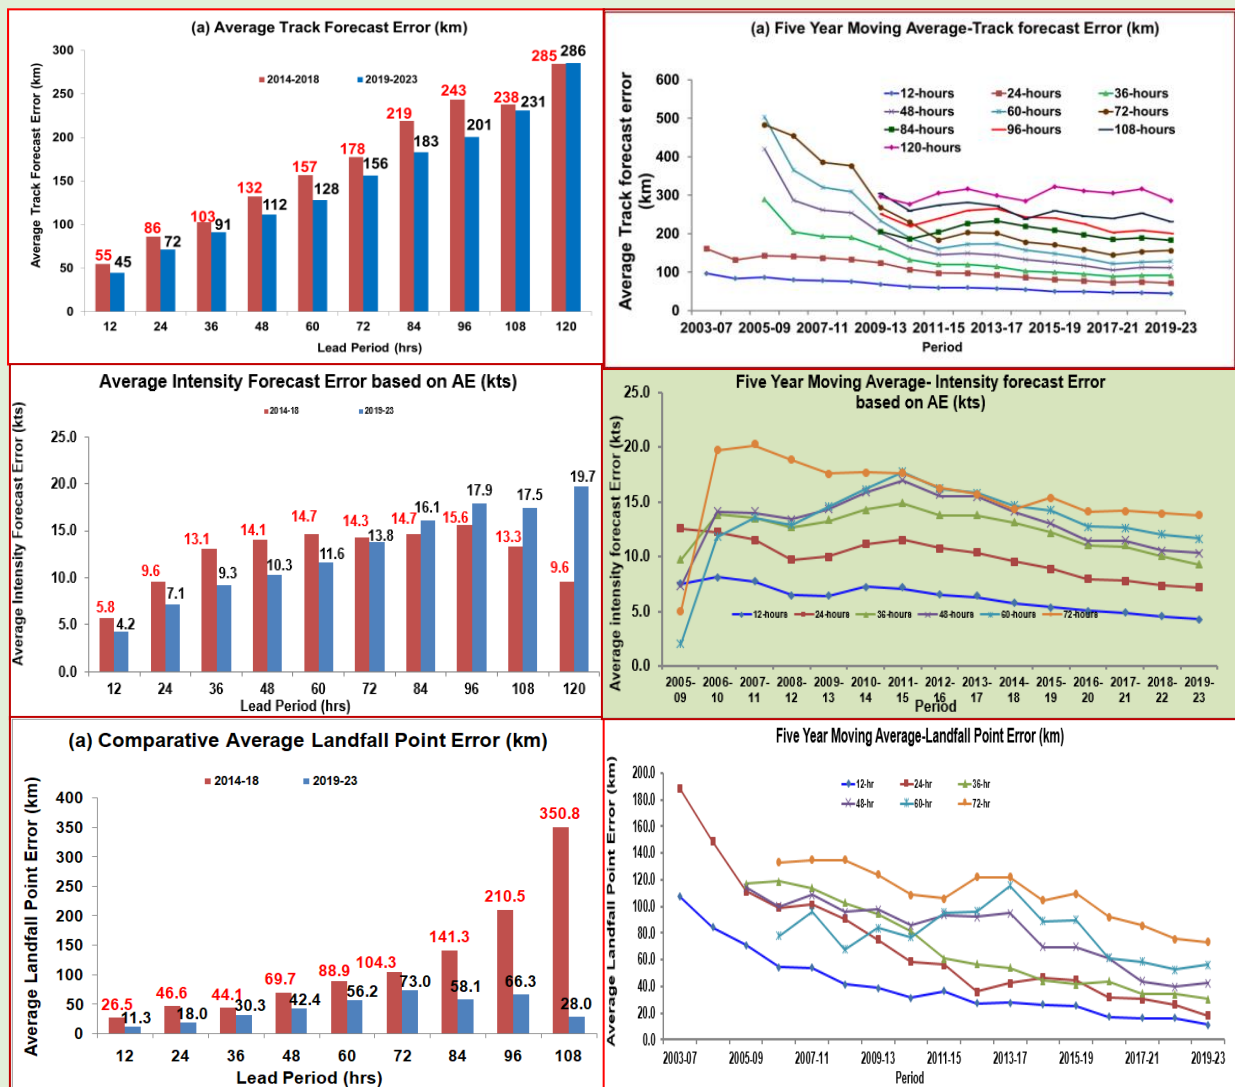 (a) Average Track Forecast Error (km)
Average Track Forecast Error (km)
2014-2018 2019-2023
300
250
200
150
100
50
0
55 45 86 72 103 91 132 112 157 128 178 156 219 183 243 201 238 231 285 286
12 24 36 48 60 72 84 96 108 120
Lead Period (hrs)
(a) Five Year Moving Average-Track forecast Error (km)
Average Track forecast error
(km)
600
500
400
300
200
100
0
12-hours 24-hours 36-hours
48-hours 60-hours 72-hours
84-hours 96-hours 108-hours
120-hours
2003-07 2005-09 2007-11 2009-13 2011-15 2013-17 2015-19 2017-21 2019-23
Period
Average Intensity Forecast Error based on AE (kts)
Average Intensity Forecast Error (kts)
2014-18 2019-23
25.0
20.0
15.0
10.0
5.0
0.0
5.8 4.2 9.6 7.1 13.1 9.3 14.1 10.3 14.7 11.6 14.3 13.8 14.7 16.1 15.6 17.9 13.3 17.5 9.6 19.7
12 24 36 48 60 72 84 96 108 120
Lead Period (hrs)
Five Year Moving Average- Intensity forecast Error
based on AE (kts)
Average intensity forecast Error (kts)
25.0
20.0
15.0
10.0
5.0
0.0
12-hours 24-hours 36-hours 48-hours 60-hours 72-hours
2005- 2006- 2007- 2008- 2009- 2010- 2011- 2012- 2013- 2014- 2015- 2016- 2017- 2018- 2019-
09 10 11 12 13 14 15 16 17 18 19 20 21 22 23
Period
(a) Comparative Average Landfall Point Error (km)
Average Landfall Point Error (km)
2014-18 2019-23
400
350
300
250
200
150
100
50
0
26.5 11.3 46.6 18.0 44.1 30.3 69.7 42.4 88.9 56.2 104.3 73.0 141.3 58.1 210.5 66.3 350.8 28.0
12 24 36 48 60 72 84 96 108
Lead Period (hrs)
Five Year Moving Average-Landfall Point Error (km)
Average Landfall Point Error (km)
200.0
180.0
160.0
140.0
120.0
100.0
80.0
60.0
40.0
20.0
0.0
12-hr 24-hr 36-hr
48-hr 60-hr 72-hr
2003-07 2005-09 2007-11 2009-13 2011-15 2013-17 2015-19 2017-21 2019-23
Period